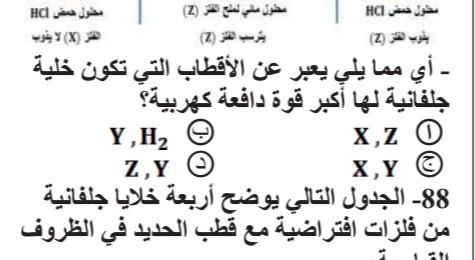 محلول حمض HCl
محلول مائي لملح الفلز (Z)
محلول حمض HCl
يذوب الفلز (Z)
يترسب الفلز (Z)
الفلز (X) لا يذوب
- أي مما يلي يعبر عن الأقطاب التي تكون خلية
جلفانية لها أكبر قوة دافعة كهربية؟
أ X , Z
ب Y , H₂
ج X , Y
د Z , Y
88- الجدول التالي يوضح أربعة خلايا جلفانية
من فلزات افتراضية مع قطب الحديد في الظروف